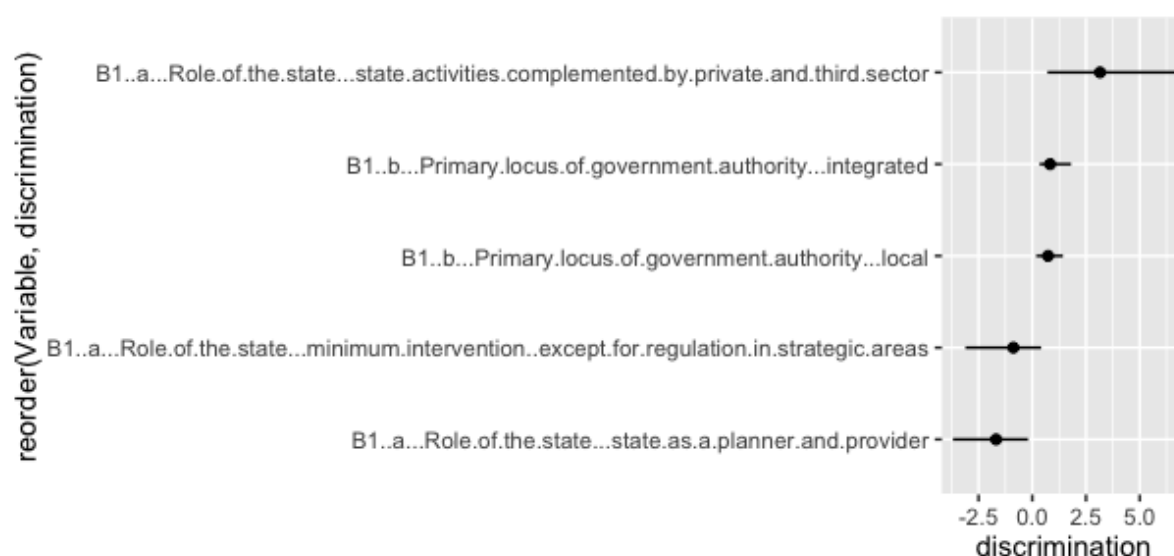 reorder(Variable, discrimination)
B1..a...Role.of.the.state...state.activities.complemented.by.private.and.third.sector
B1..b...Primary.locus.of.government.authority...integrated
B1..b...Primary.locus.of.government.authority...local
B1..a...Role.of.the.state...minimum.intervention..except.for.regulation.in.strategic.areas
B1..a...Role.of.the.state...state.as.a.planner.and.provider
-2.5 0.0 2.5 5.0
discrimination